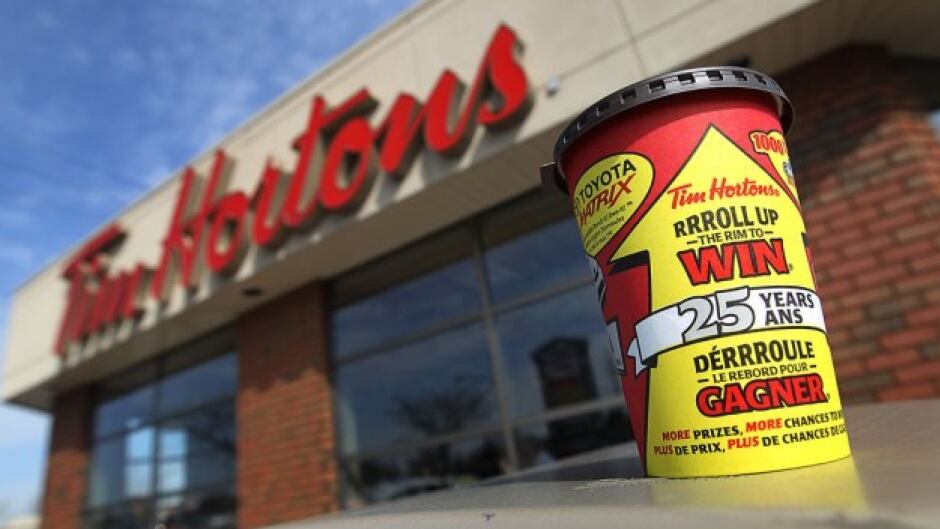 Tim Hortons
1000
TOYOTA
MATRIX
Tim Hortons
RRROLL UP
THE RIM TO
WIN
25 YEARS
ANS
DÉRRROULE
LE REBORD POUR
GAGNER
MORE PRIZES, MORE CHANCES TO
PLUS DE PRIX, PLUS DE CHANCES DE